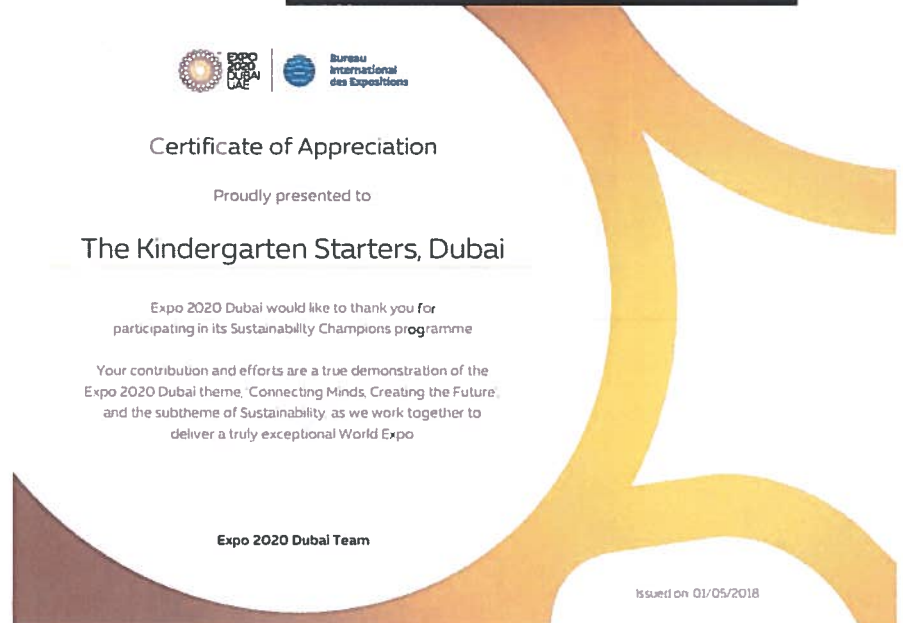 EXPO
2020
DUBAI
UAE
Bureau
International
des Expositions
Certificate of Appreciation
Proudly presented to
The Kindergarten Starters, Dubai
Expo 2020 Dubai would like to thank you for
participating in its Sustainability Champions programme
Your contribution and efforts are a true demonstration of the
Expo 2020 Dubai theme, 'Connecting Minds, Creating the Future',
and the subtheme of Sustainability, as we work together to
deliver a truly exceptional World Expo
Expo 2020 Dubai Team
Issued on 01/05/2018